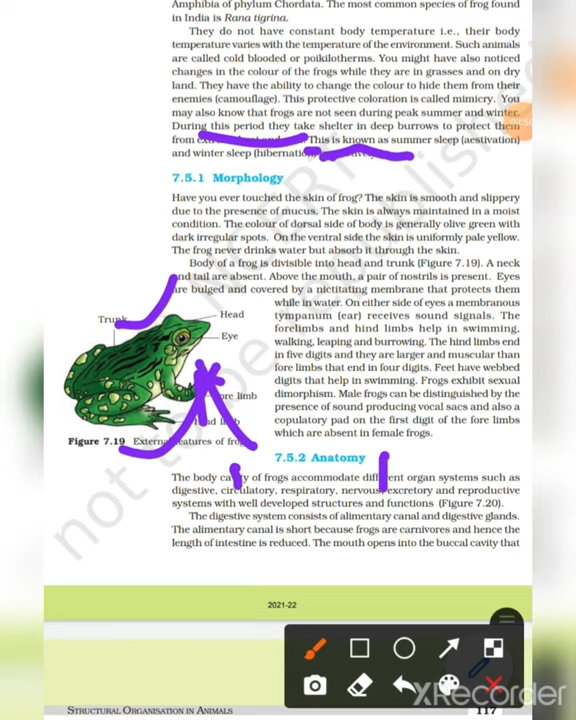 Amphibia of phylum Chordata. The most common species of frog found
in India is Rana tigrina.
They do not have constant body temperature i.e., their body
temperature varies with the temperature of the environment. Such animals
are called cold blooded or poikilotherms. You might have also noticed
changes in the colour of the frogs while they are in grasses and on dry
land. They have the ability to change the colour to hide them from their
enemies (camouflage). This protective coloration is called mimicry. You
may also know that frogs are not seen during peak summer and winter.
During this period they take shelter in deep burrows to protect them
from This is known as summer sleep (aestivation)
and winter sleep (hibernation)
7.5.1 Morphology
Have you ever touched the skin of frog? The skin is smooth and slippery
due to the presence of mucus. The skin is always maintained in a moist
condition. The colour of dorsal side of body is generally olive green with
dark irregular spots. On the ventral side the skin is uniformly pale yellow.
The frog never drinks water but absorb it through the skin.
Body of a frog is divisible into head and trunk (Figure 7.19). A neck
and tail are absent. Above the mouth, a pair of nostrils is present. Eyes
are bulged and covered by a nictitating membrane that protects them
while in water. On either side of eyes a membranous
tympanum (ear) receives sound signals. The
forelimbs and hind limbs help in swimming,
walking, leaping and burrowing. The hind limbs end
in five digits and they are larger and muscular than
fore limbs that end in four digits. Feet have webbed
digits that help in swimming. Frogs exhibit sexual
dimorphism. Male frogs can be distinguished by the
presence of sound producing vocal sacs and also a
copulatory pad on the first digit of the fore limbs
which are absent in female frogs.
Trunk
Head
Eye
Fore limb
Hind limb
Figure 7.19 External features of frog
7.5.2 Anatomy
The body cavity of frogs accommodate different organ systems such as
digestive, circulatory, respiratory, nervous, excretory and reproductive
systems with well developed structures and functions (Figure 7.20).
The digestive system consists of alimentary canal and digestive glands.
The alimentary canal is short because frogs are carnivores and hence the
length of intestine is reduced. The mouth opens into the buccal cavity that
not to be republished
2021-22
XRecorder
STRUCTURAL ORGANISATION IN ANIMALS
117